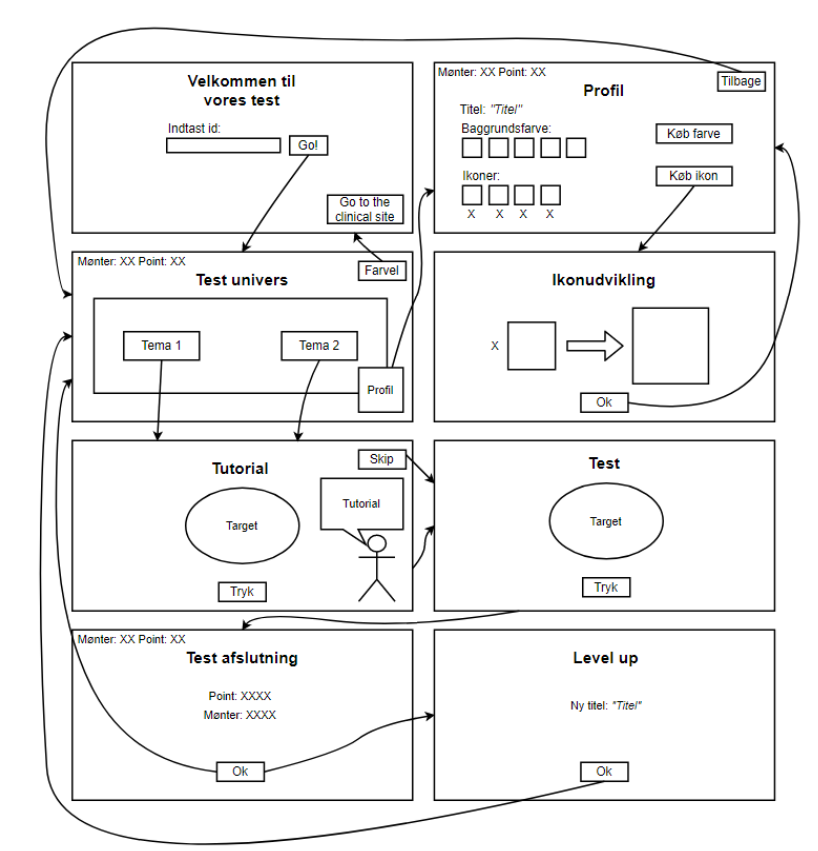 Velkommen til
vores test
Indtast id:
Go!
Go to the
clinical site
Mønter: XX Point: XX
Tilbage
Profil
Titel: "Titel"
Baggrundsfarve:
Køb farve
Ikoner:
Køb ikon
X X X X
Mønter: XX Point: XX
Farvel
Test univers
Tema 1
Tema 2
Profil
Ikonudvikling
X
Ok
Skip
Tutorial
Tutorial
Target
Tryk
Test
Target
Tryk
Mønter: XX Point: XX
Test afslutning
Point: XXXX
Mønter: XXXX
Ok
Level up
Ny titel: "Titel"
Ok